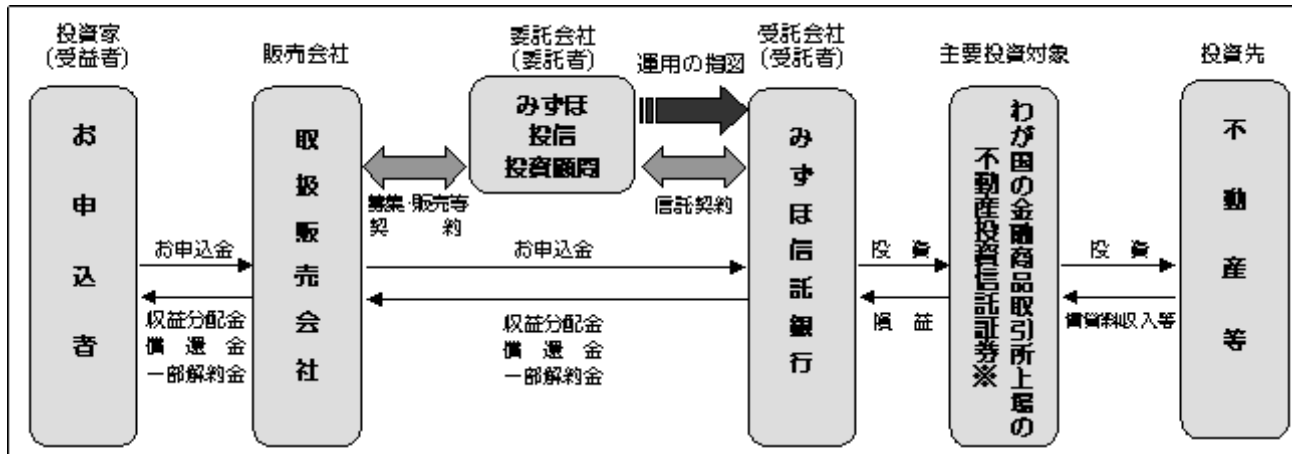 投資家
(受益者)
お申込者
お申込金
収益分配金
償還金
一部解約金
販売会社
取扱販売会社
募集・販売等
契約
委託会社
(委託者)
みずほ
投信
投資顧問
運用の指図
信託契約
お申込金
収益分配金
償還金
一部解約金
受託会社
(受託者)
みずほ信託銀行
投資
損益
主要投資対象
わが国の金融商品取引所上場の
不動産投資信託証券※
投資
賃貸料収入等
投資先
不動産等